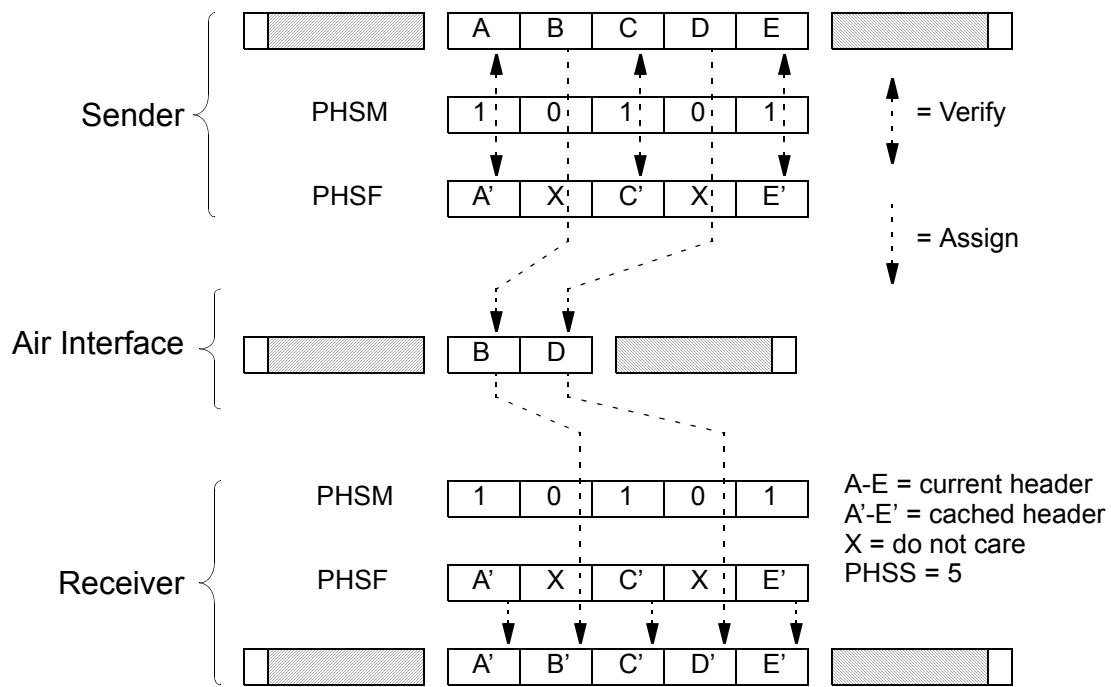 A B C D E
Sender
PHSM 1 0 1 0 1
= Verify
PHSF A' X C' X E'
= Assign
Air Interface
B D
PHSM 1 0 1 0 1
A-E = current header
A'-E' = cached header
X = do not care
PHSS = 5
Receiver
PHSF A' X C' X E'
A' B' C' D' E'